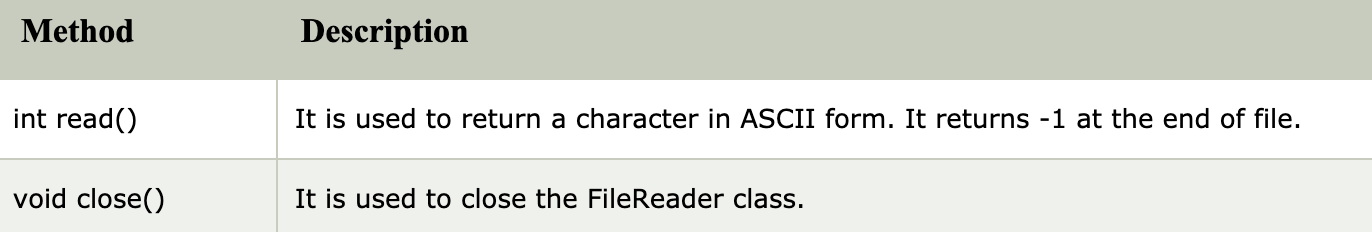 Method Description
int read() It is used to return a character in ASCII form. It returns -1 at the end of file.
void close() It is used to close the FileReader class.